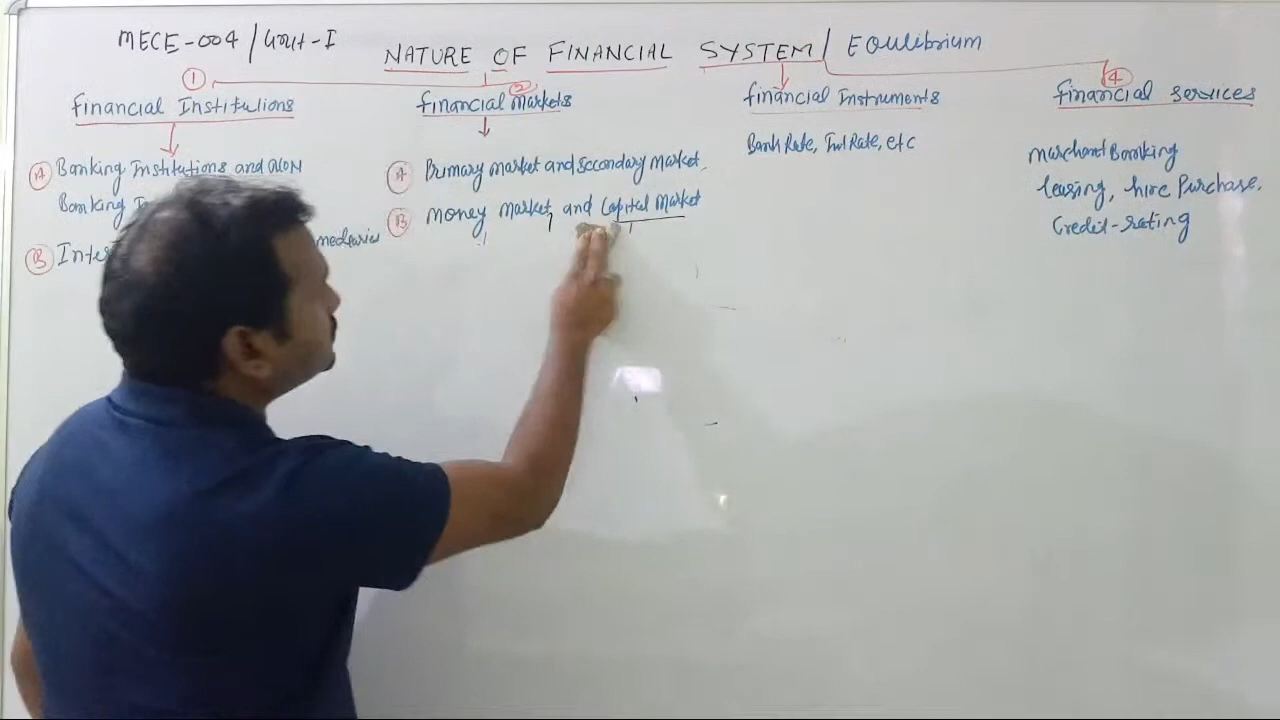 MECE-004 / Unit-I
NATURE OF FINANCIAL SYSTEM / Equilibrium
① ② ④
Financial Institutions
Financial Markets
Financial Instruments
Financial Services
(A) Banking Institutions and NON
Banking
(B)
mediaries
(A) Primary market and Secondary Market.
(B) Money Market, and Capital Market
Bank Rate, Int Rate, etc
Marchant Banking
leasing, hire Purchase.
Credit-rating